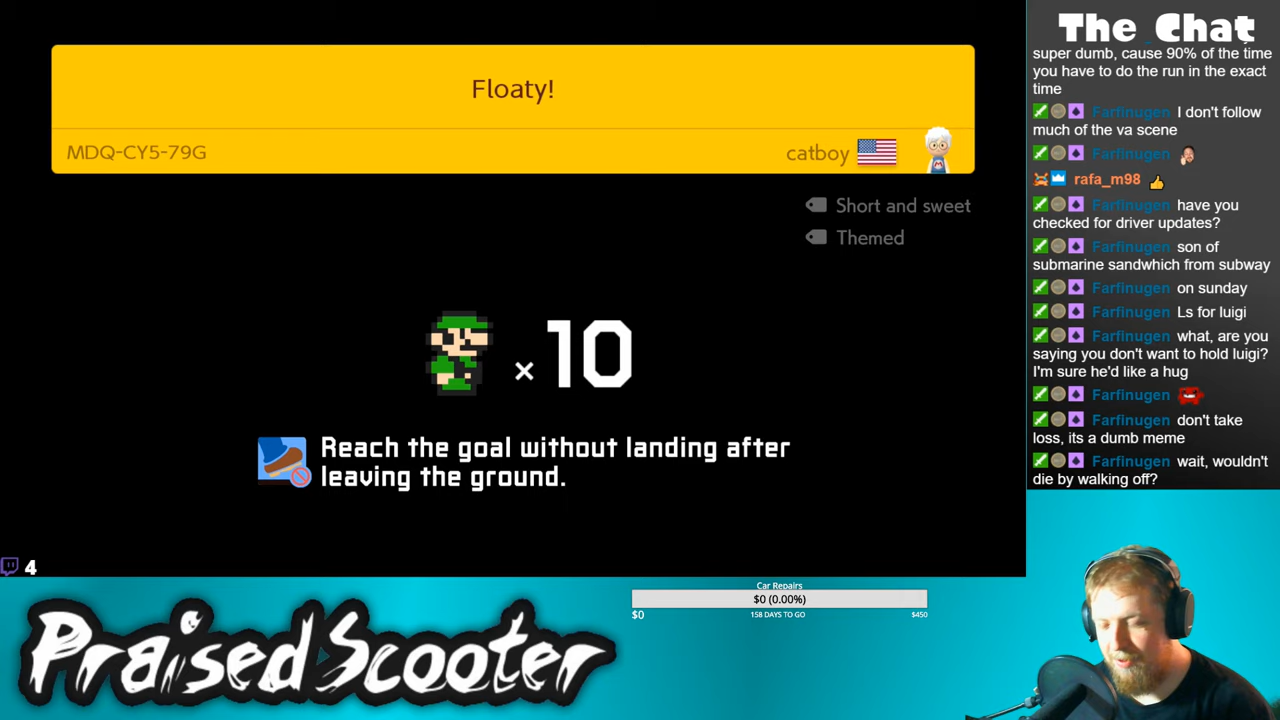 Floaty!
MDQ-CY5-79G
catboy
Short and sweet
Themed
× 10
Reach the goal without landing after
leaving the ground.
4
PraisedScooter
Car Repairs
$0 (0.00%)
$0
158 DAYS TO GO
$450
The Chat
super dumb, cause 90% of the time
you have to do the run in the exact
time
Farfinugen I don't follow
much of the va scene
Farfinugen
rafa_m98
Farfinugen have you
checked for driver updates?
Farfinugen son of
submarine sandwhich from subway
Farfinugen on sunday
Farfinugen Ls for luigi
Farfinugen what, are you
saying you don't want to hold luigi?
I'm sure he'd like a hug
Farfinugen
Farfinugen don't take
loss, its a dumb meme
Farfinugen wait, wouldn't
die by walking off?